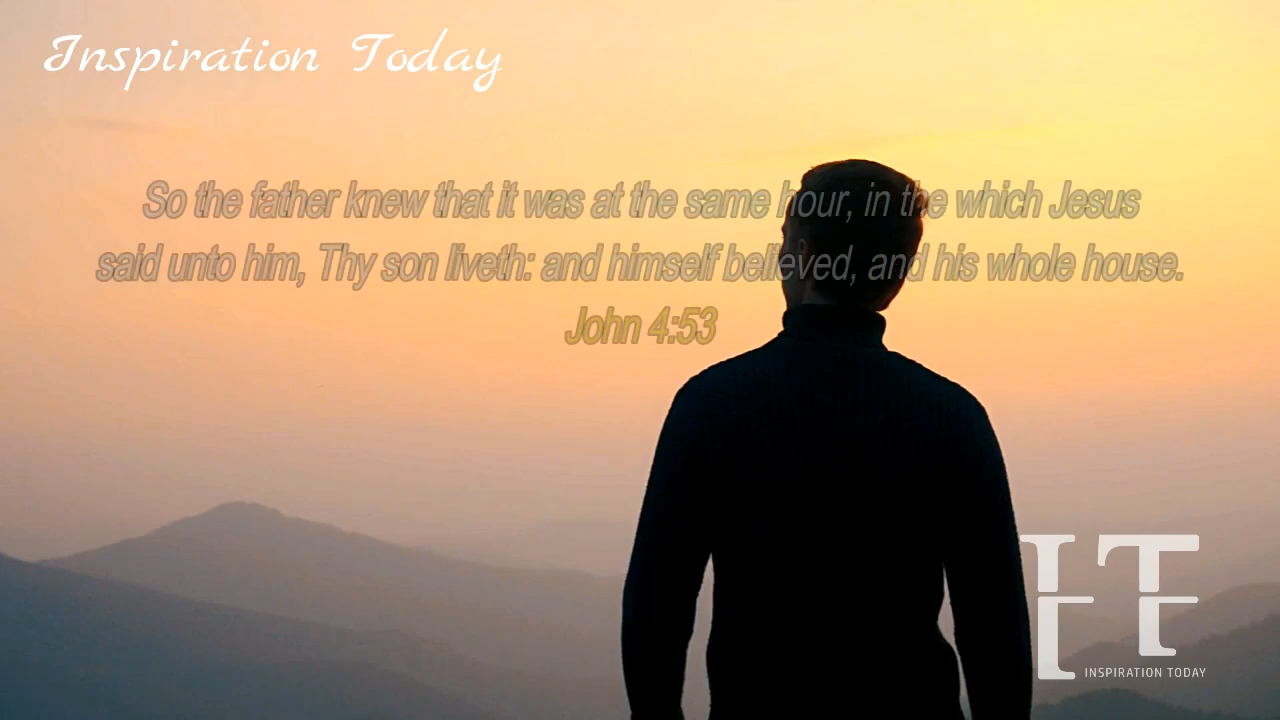 Inspiration Today
So the father knew that it was at the same hour, in the which Jesus
said unto him, Thy son liveth: and himself believed, and his whole house.
John 4:53
IT
INSPIRATION TODAY